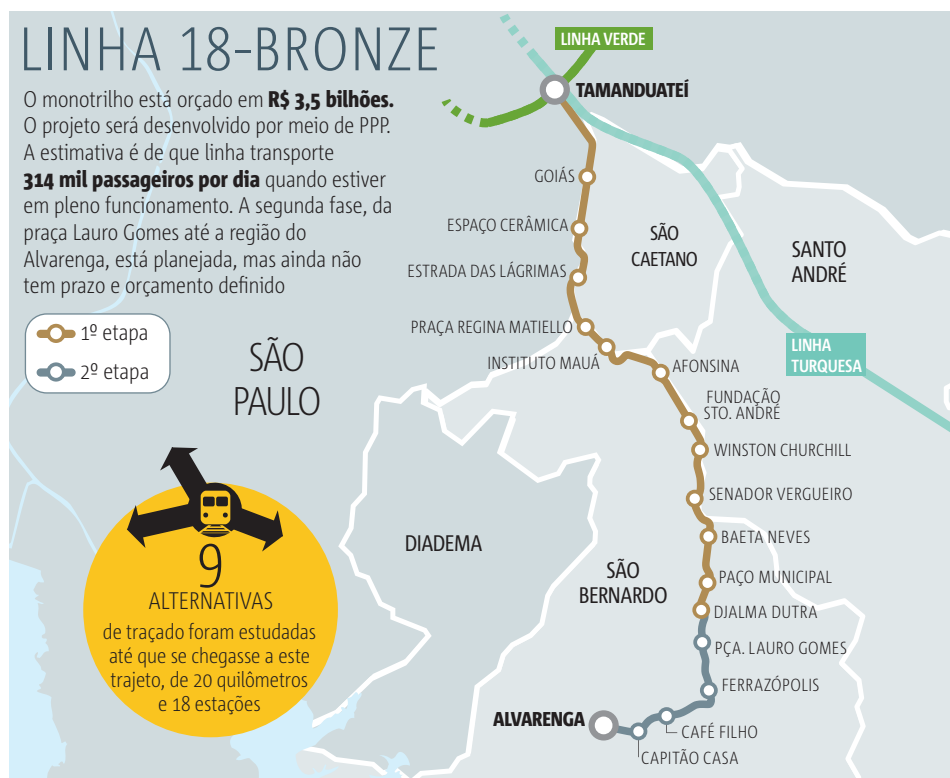 LINHA 18-BRONZE
O monotrilho está orçado em R$ 3,5 bilhões.
O projeto será desenvolvido por meio de PPP.
A estimativa é de que linha transporte
314 mil passageiros por dia quando estiver
em pleno funcionamento. A segunda fase, da
praça Lauro Gomes até a região do
Alvarenga, está planejada, mas ainda não
tem prazo e orçamento definido
1º etapa
2º etapa
LINHA VERDE
TAMANDUATEÍ
GOIÁS
ESPAÇO CERÂMICA
ESTRADA DAS LÁGRIMAS
PRAÇA REGINA MATIELLO
INSTITUTO MAUÁ
AFONSINA
FUNDAÇÃO
STO. ANDRÉ
WINSTON CHURCHILL
SENADOR VERGUEIRO
BAETA NEVES
PAÇO MUNICIPAL
DJALMA DUTRA
PÇA. LAURO GOMES
FERRAZÓPOLIS
CAFÉ FILHO
CAPITÃO CASA
ALVARENGA
SÃO
CAETANO
SANTO
ANDRÉ
LINHA
TURQUESA
SÃO
PAULO
DIADEMA
SÃO
BERNARDO
9
ALTERNATIVAS
de traçado foram estudadas
até que se chegasse a este
trajeto, de 20 quilômetros
e 18 estações